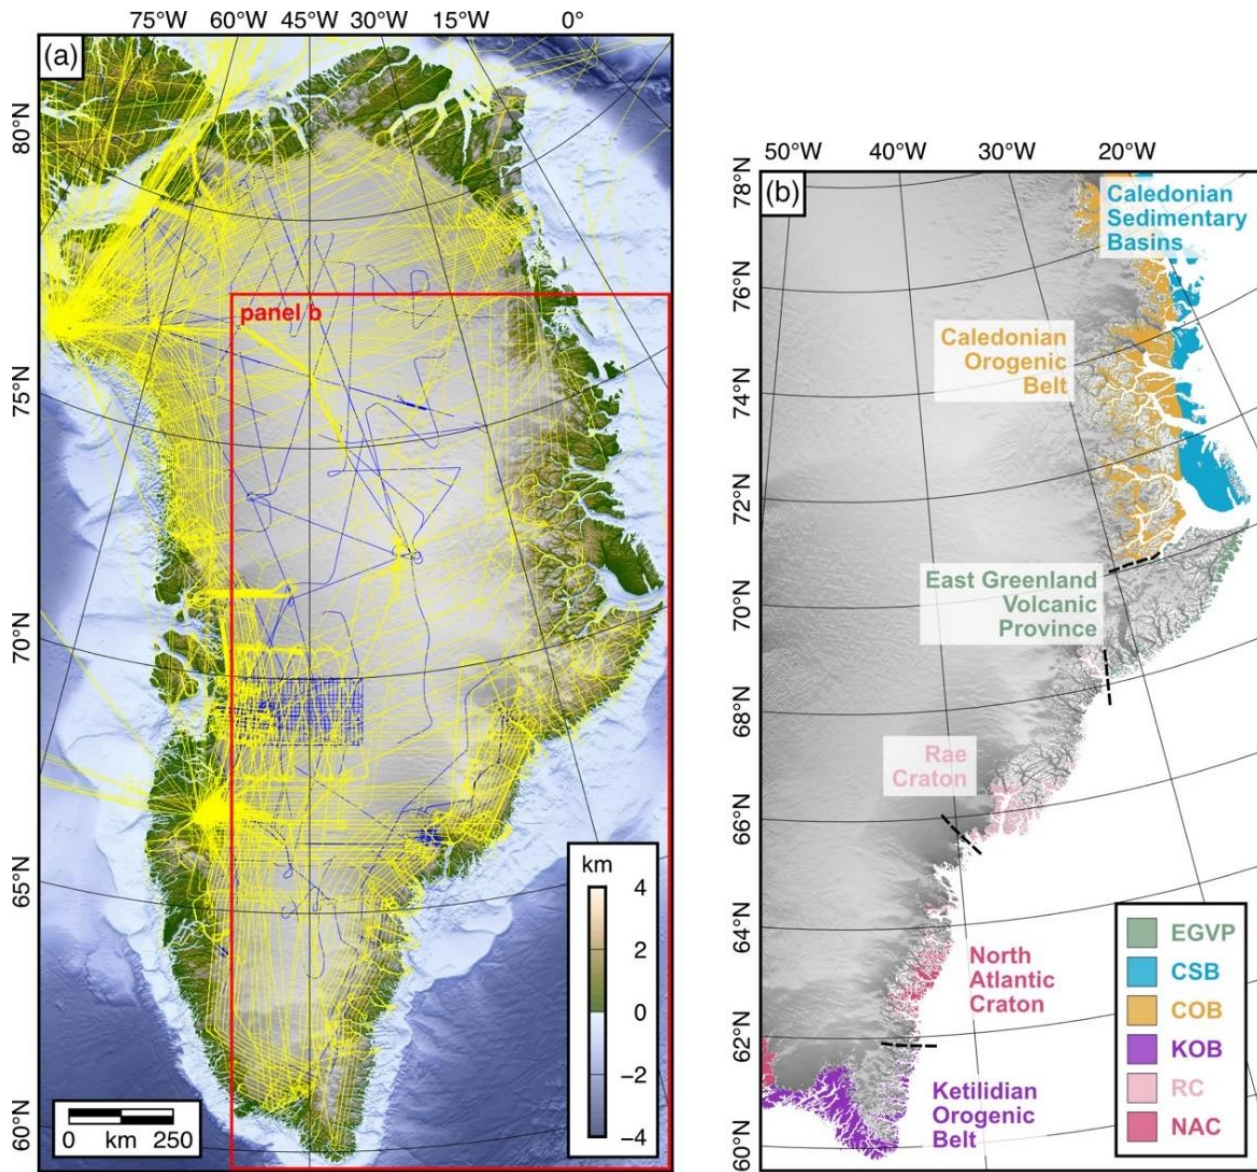 75°W 60°W 45°W 30°W 15°W 0°
(a)
80°N
75°N
70°N
65°N
60°N
panel b
km
4
2
0
−2
−4
0 km 250
50°W 40°W 30°W 20°W
(b)
78°N
76°N
74°N
72°N
70°N
68°N
66°N
64°N
62°N
60°N
Caledonian
Sedimentary
Basins
Caledonian
Orogenic
Belt
East Greenland
Volcanic
Province
Rae
Craton
North
Atlantic
Craton
Ketilidian
Orogenic
Belt
EGVP
CSB
COB
KOB
RC
NAC